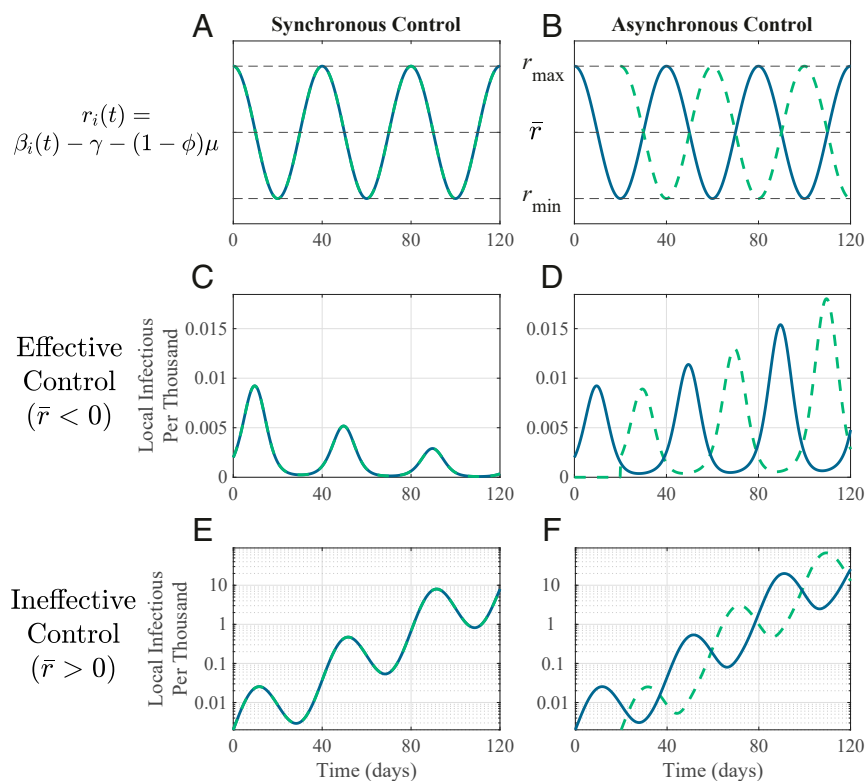 A
Synchronous Control
B
Asynchronous Control
r_i(t) =
β_i(t) − γ − (1 − ϕ)μ
r_max
r̄
r_min
0 40 80 120
0 40 80 120
C
D
Effective
Control
(r̄ < 0)
Local Infectious
Per Thousand
0.015
0.01
0.005
0
0 40 80 120
0.015
0.01
0.005
0
0 40 80 120
E
F
Ineffective
Control
(r̄ > 0)
Local Infectious
Per Thousand
10
1
0.1
0.01
0 40 80 120
Time (days)
10
1
0.1
0.01
0 40 80 120
Time (days)